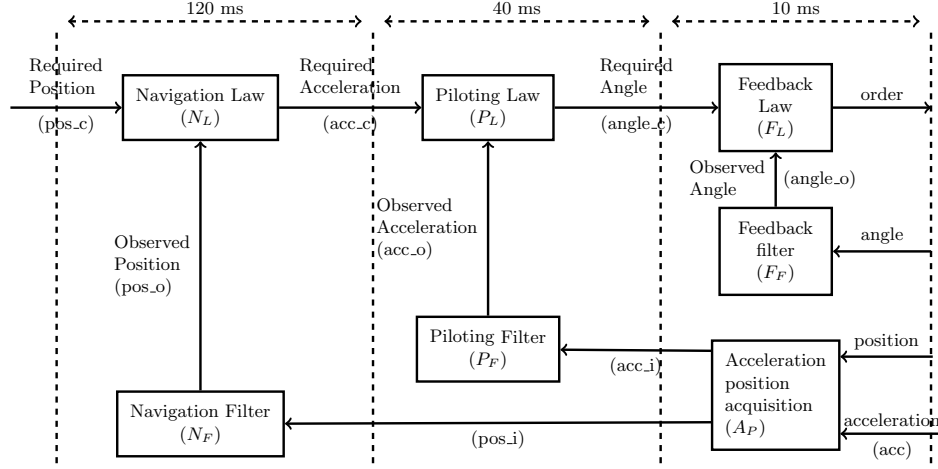 120 ms
40 ms
10 ms
Required
Position
(pos_c)
Navigation Law
(N_L)
Required
Acceleration
(acc_c)
Piloting Law
(P_L)
Required
Angle
(angle_c)
Feedback
Law
(F_L)
order
Observed
Angle
(angle_o)
Observed
Position
(pos_o)
Observed
Acceleration
(acc_o)
Feedback
filter
(F_F)
angle
Piloting Filter
(P_F)
(acc_i)
Acceleration
position
acquisition
(A_P)
position
Navigation Filter
(N_F)
(pos_i)
acceleration
(acc)